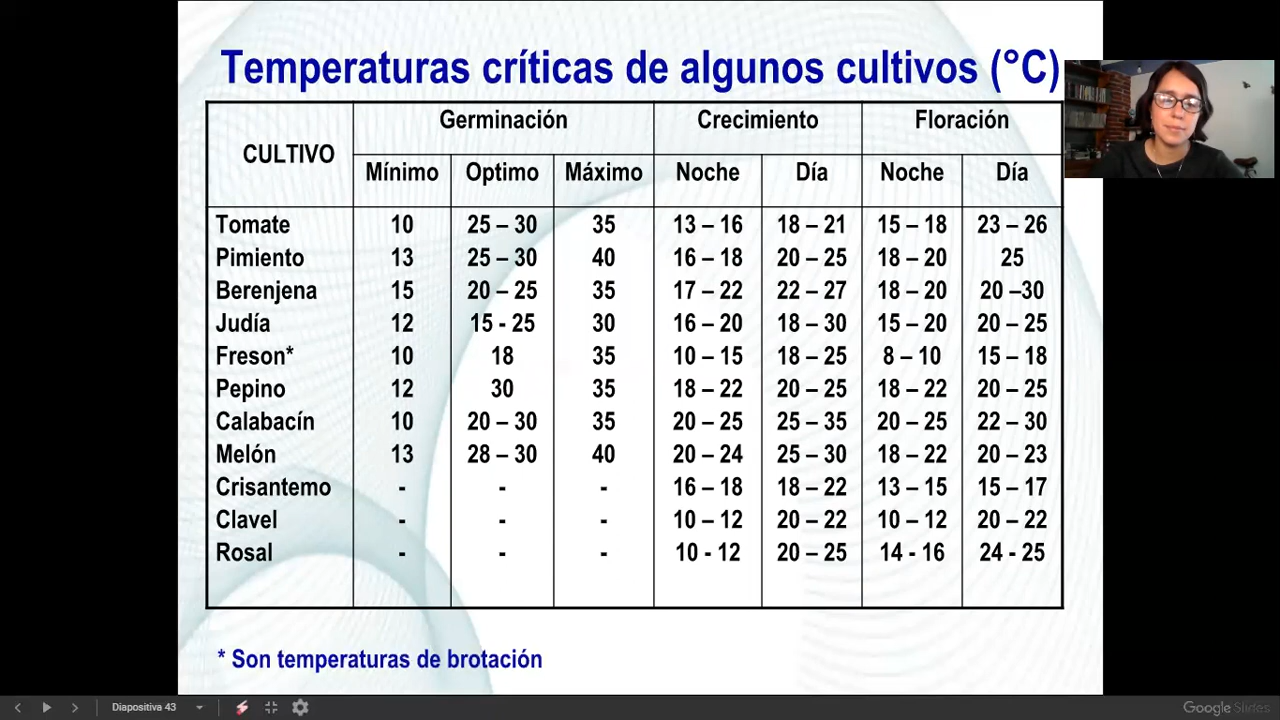 Temperaturas críticas de algunos cultivos (°C)
CULTIVO Germinación Crecimiento Floración
Mínimo Optimo Máximo Noche Día Noche Día
Tomate 10 25 – 30 35 13 – 16 18 – 21 15 – 18 23 – 26
Pimiento 13 25 – 30 40 16 – 18 20 – 25 18 – 20 25
Berenjena 15 20 – 25 35 17 – 22 22 – 27 18 – 20 20 –30
Judía 12 15 - 25 30 16 – 20 18 – 30 15 – 20 20 – 25
Freson* 10 18 35 10 – 15 18 – 25 8 – 10 15 – 18
Pepino 12 30 35 18 – 22 20 – 25 18 – 22 20 – 25
Calabacín 10 20 – 30 35 20 – 25 25 – 35 20 – 25 22 – 30
Melón 13 28 – 30 40 20 – 24 25 – 30 18 – 22 20 – 23
Crisantemo - - - 16 – 18 18 – 22 13 – 15 15 – 17
Clavel - - - 10 – 12 20 – 22 10 – 12 20 – 22
Rosal - - - 10 - 12 20 – 25 14 - 16 24 - 25
* Son temperaturas de brotación
Diapositiva 43
Google Slides